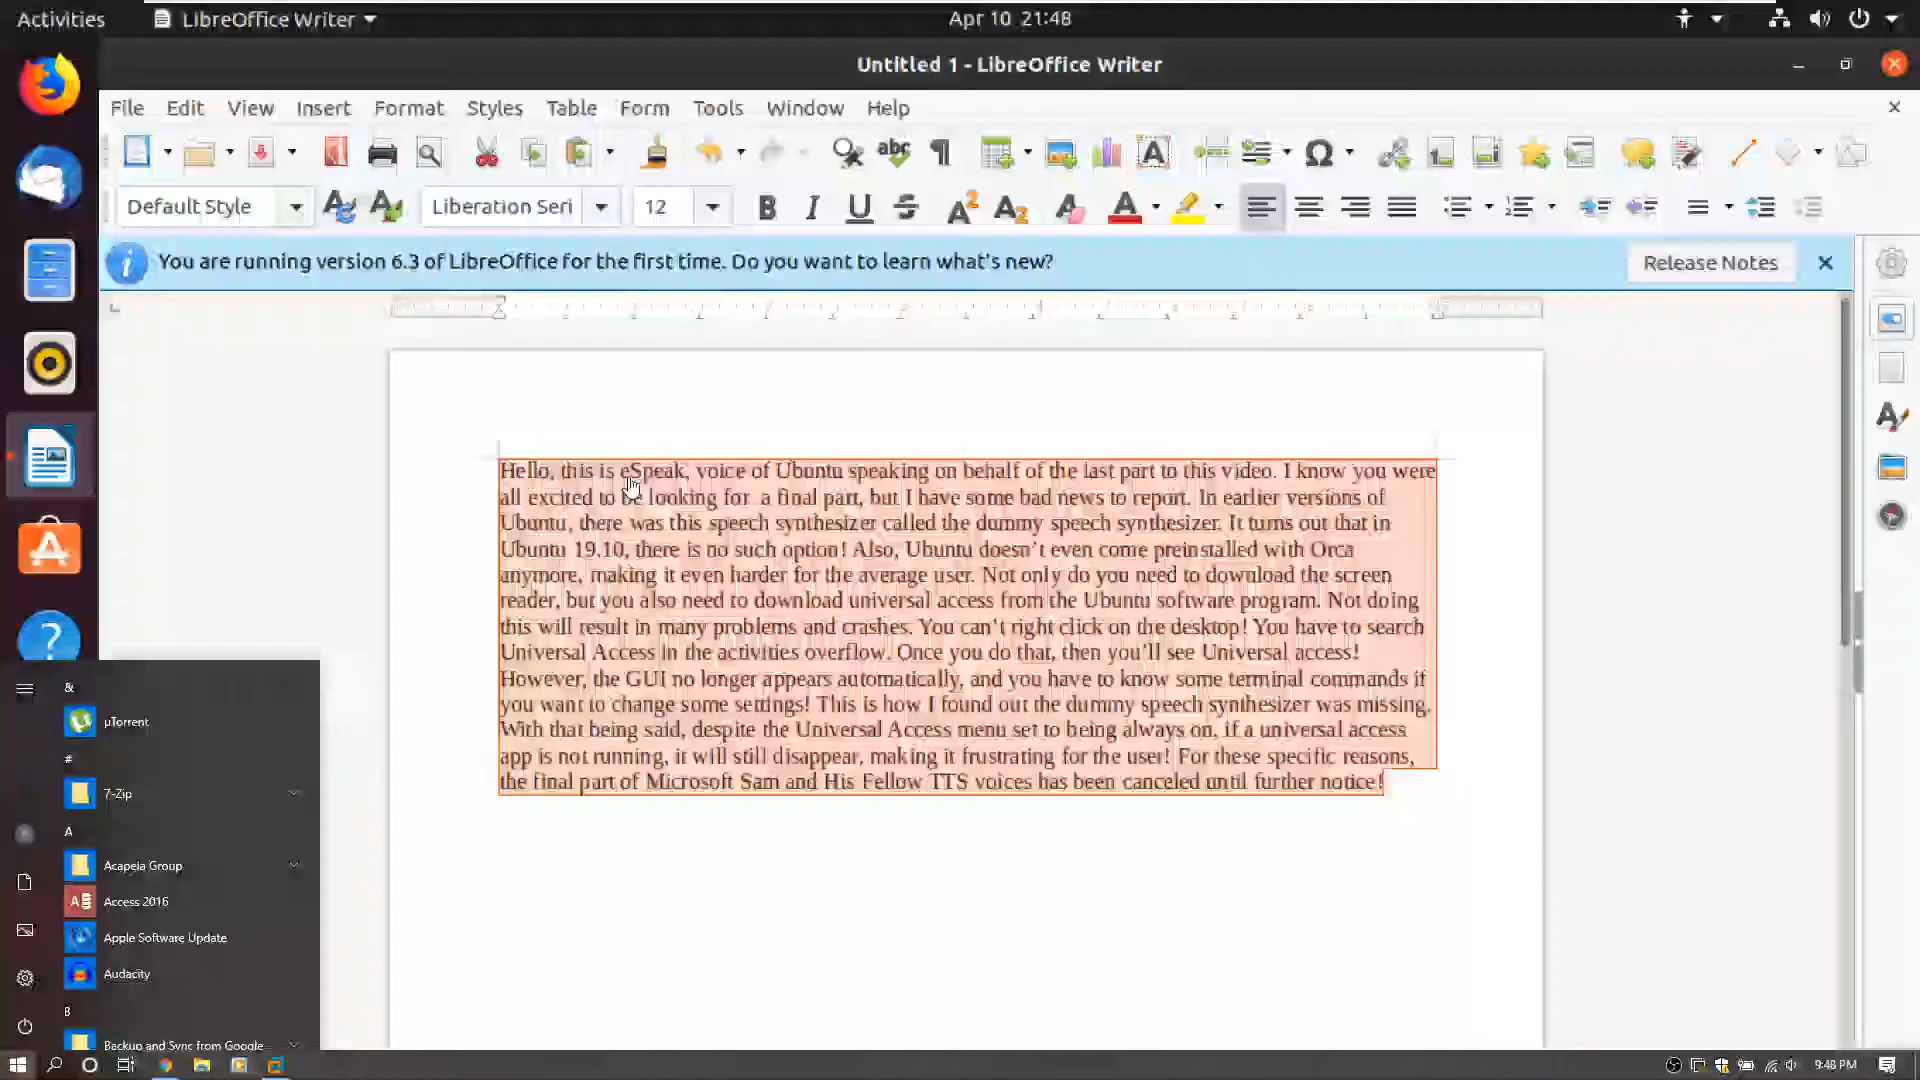 Activities
LibreOffice Writer
Apr 10 21:48
Untitled 1 - LibreOffice Writer
File Edit View Insert Format Styles Table Form Tools Window Help
Default Style
Liberation Seri
12
You are running version 6.3 of LibreOffice for the first time. Do you want to learn what's new?
Release Notes
Hello, this is eSpeak, voice of Ubuntu speaking on behalf of the last part to this video. I know you were
all excited to be looking for a final part, but I have some bad news to report. In earlier versions of
Ubuntu, there was this speech synthesizer called the dummy speech synthesizer. It turns out that in
Ubuntu 19.10, there is no such option! Also, Ubuntu doesn't even come preinstalled with Orca
anymore, making it even harder for the average user. Not only do you need to download the screen
reader, but you also need to download universal access from the Ubuntu software program. Not doing
this will result in many problems and crashes. You can't right click on the desktop! You have to search
Universal Access in the activities overflow. Once you do that, then you'll see Universal access!
However, the GUI no longer appears automatically, and you have to know some terminal commands if
you want to change some settings! This is how I found out the dummy speech synthesizer was missing.
With that being said, despite the Universal Access menu set to being always on, if a universal access
app is not running, it will still disappear, making it frustrating for the user! For these specific reasons,
the final part of Microsoft Sam and His Fellow TTS voices has been canceled until further notice!
&
µTorrent
#
7-Zip
A
Acapela Group
Access 2016
Apple Software Update
Audacity
B
Backup and Sync from Google
9:48 PM